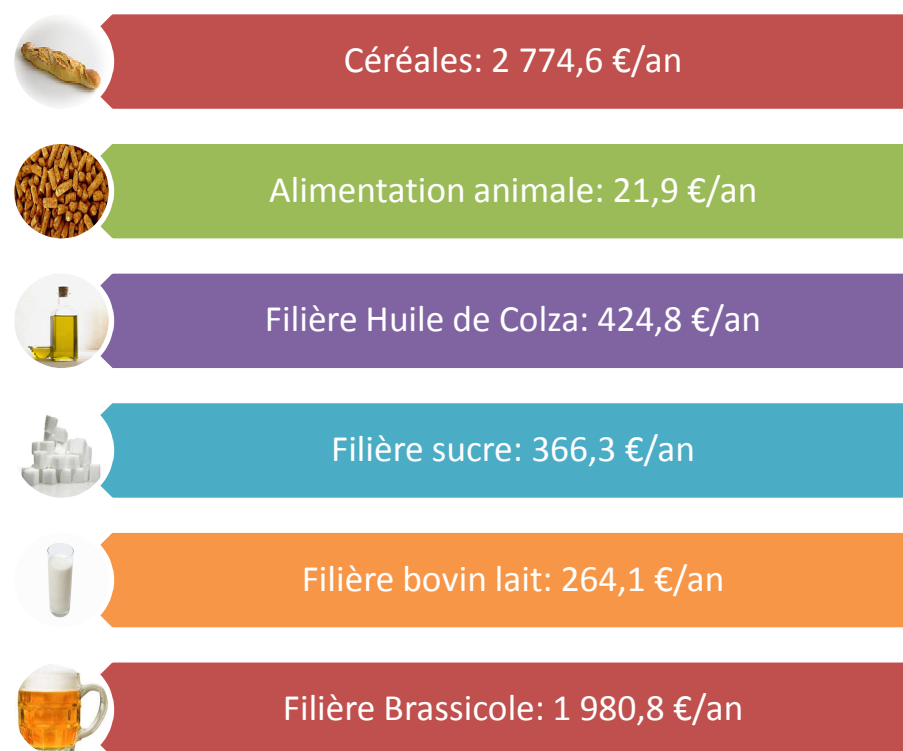 Céréales: 2 774,6 €/an
Alimentation animale: 21,9 €/an
Filière Huile de Colza: 424,8 €/an
Filière sucre: 366,3 €/an
Filière bovin lait: 264,1 €/an
Filière Brassicole: 1 980,8 €/an